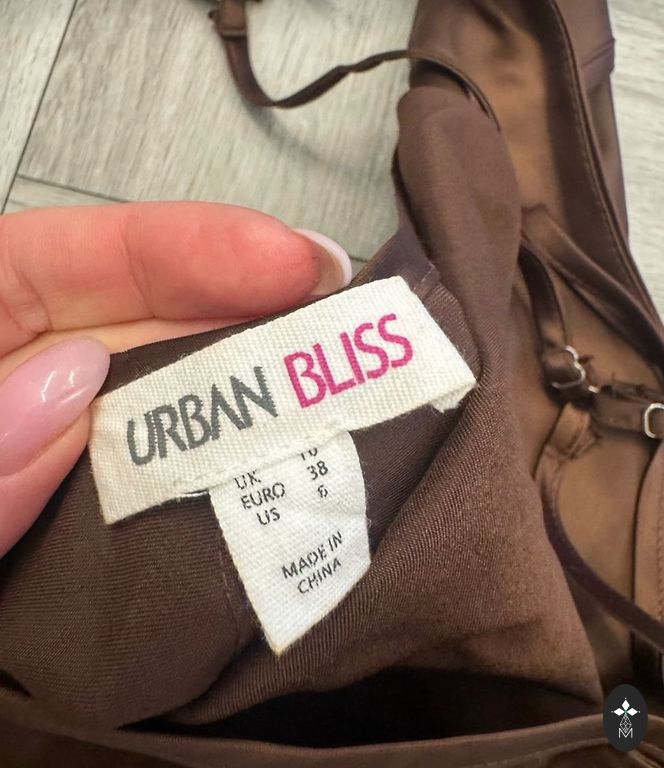 URBAN BLISS
UK 10
EURO 38
US 6
MADE IN
CHINA
M